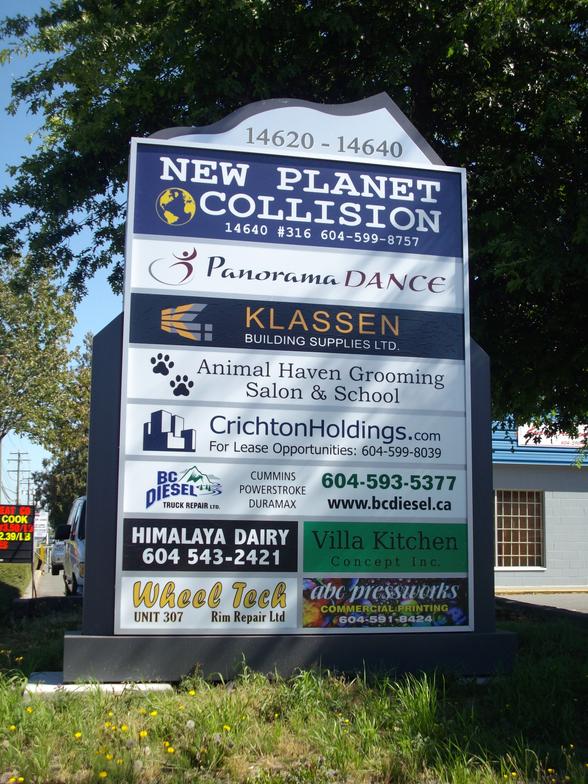 14620 - 14640
NEW PLANET
COLLISION
14640 #316 604-599-8757
Panorama DANCE
KLASSEN
BUILDING SUPPLIES LTD.
Animal Haven Grooming
Salon & School
CrichtonHoldings.com
For Lease Opportunities: 604-599-8039
BC
DIESEL
TRUCK REPAIR LTD.
CUMMINS
POWERSTROKE
DURAMAX
604-593-5377
www.bcdiesel.ca
HIMALAYA DAIRY
604 543-2421
Villa Kitchen
Concept Inc.
Wheel Tech
UNIT 307 Rim Repair Ltd
abc pressworks
COMMERCIAL PRINTING
604-591-8424
COOK